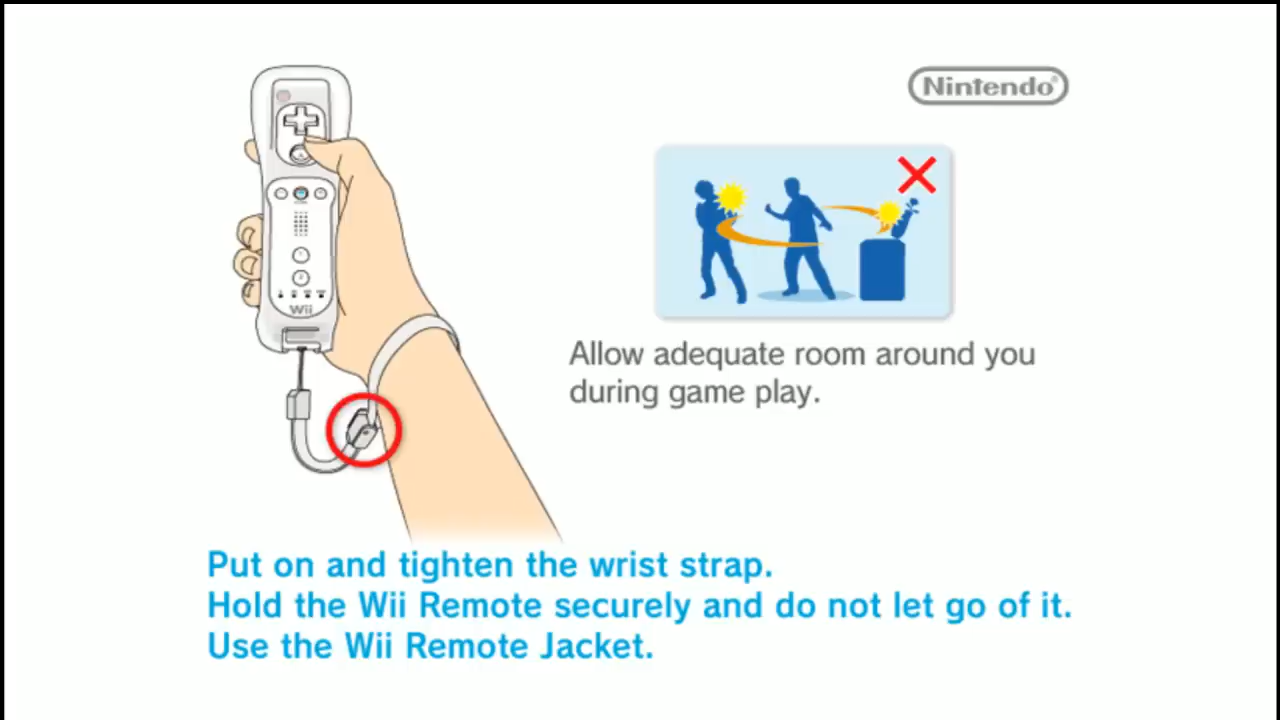 Nintendo®
Allow adequate room around you
during game play.
Wii
Put on and tighten the wrist strap.
Hold the Wii Remote securely and do not let go of it.
Use the Wii Remote Jacket.